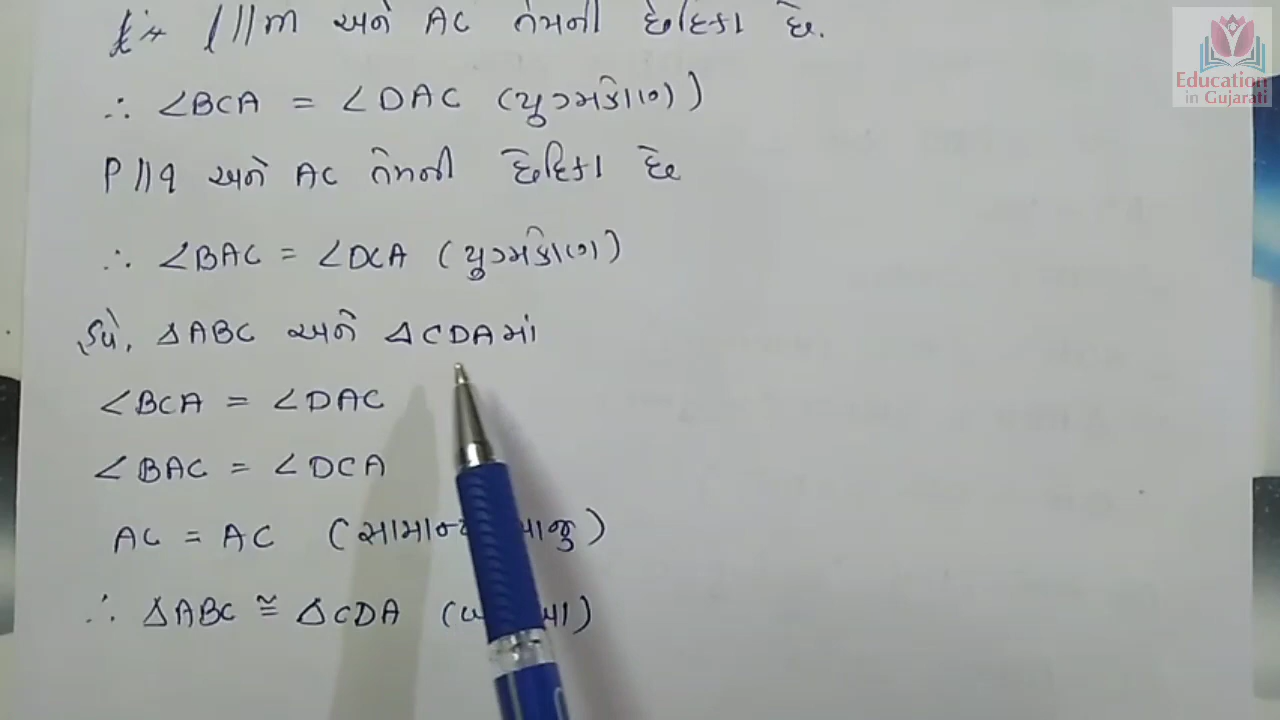 l || m અને AC તેમની છેદિકા છે.
Education
in Gujarati
∴ ∠BCA = ∠DAC (યુગ્મકોણ)
P || q અને AC તેમની છેદિકા છે
∴ ∠BAC = ∠DCA (યુગ્મકોણ)
હવે, ΔABC અને ΔCDAમાં
∠BCA = ∠DAC
∠BAC = ∠DCA
AC = AC (
∴ ΔABC ≅ ΔCDA (